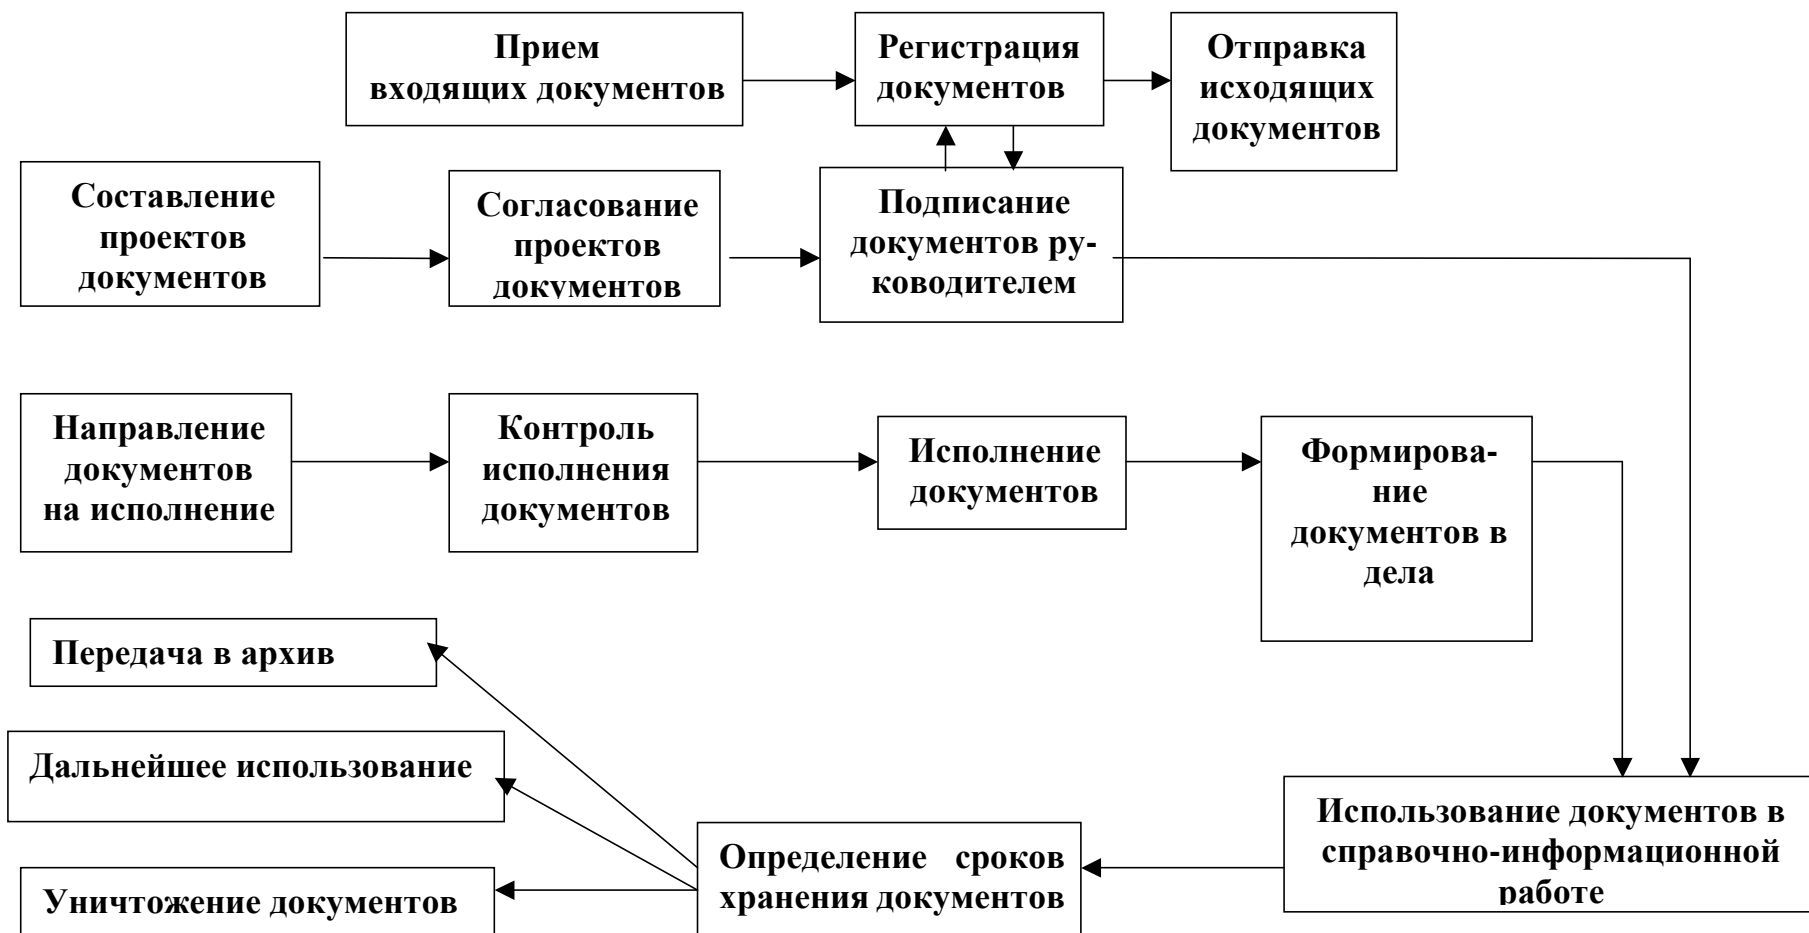 Прием
входящих документов
Регистрация
документов
Отправка
исходящих
документов
Составление
проектов
документов
Согласование
проектов
документов
Подписание
документов ру-
ководителем
Направление
документов
на исполнение
Контроль
исполнения
документов
Исполнение
документов
Формирова-
ние
документов в
дела
Передача в архив
Дальнейшее использование
Уничтожение документов
Определение сроков
хранения документов
Использование документов в
справочно-информационной
работе